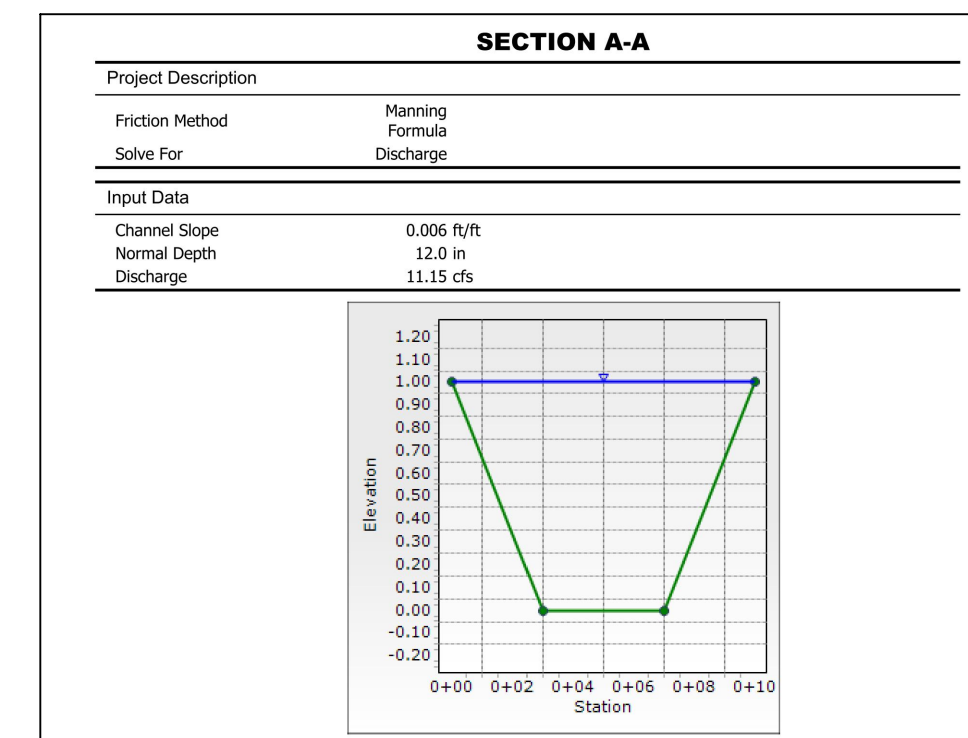 SECTION A-A
Project Description
Friction Method Manning Formula
Solve For Discharge
Input Data
Channel Slope 0.006 ft/ft
Normal Depth 12.0 in
Discharge 11.15 cfs
1.20
1.10
1.00
0.90
0.80
0.70
0.60
0.50
0.40
0.30
0.20
0.10
0.00
-0.10
-0.20
Elevation
0+00 0+02 0+04 0+06 0+08 0+10
Station